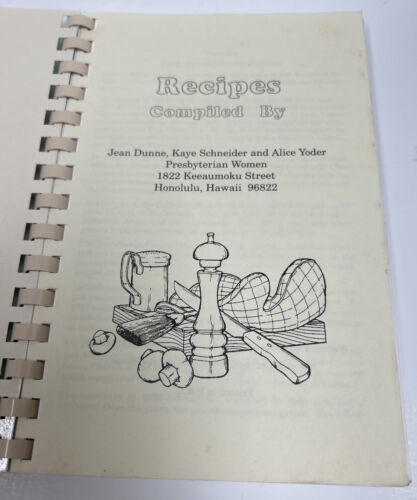 Recipes
Compiled By
Jean Dunne, Kaye Schneider and Alice Yoder
Presbyterian Women
1822 Keeaumoku Street
Honolulu, Hawaii 96822